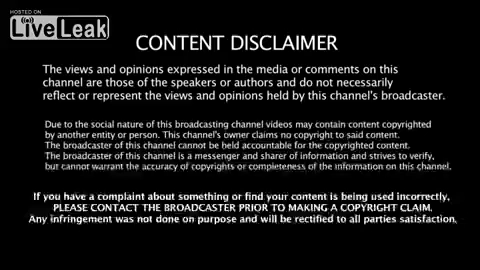 HOSTED ON
LiveLeak
CONTENT DISCLAIMER
The views and opinions expressed in the media or comments on this
channel are those of the speakers or authors and do not necessarily
reflect or represent the views and opinions held by this channel's broadcaster.
Due to the social nature of this broadcasting channel videos may contain content copyrighted
by another entity or person. This channel's owner claims no copyright to said content.
The broadcaster of this channel cannot be held accountable for the copyrighted content.
The broadcaster of this channel is a messenger and sharer of information and strives to verify,
but cannot warrant the accuracy of copyrights or completeness of the information on this channel.
If you have a complaint about something or find your content is being used incorrectly,
PLEASE CONTACT THE BROADCASTER PRIOR TO MAKING A COPYRIGHT CLAIM.
Any infringement was not done on purpose and will be rectified to all parties satisfaction.